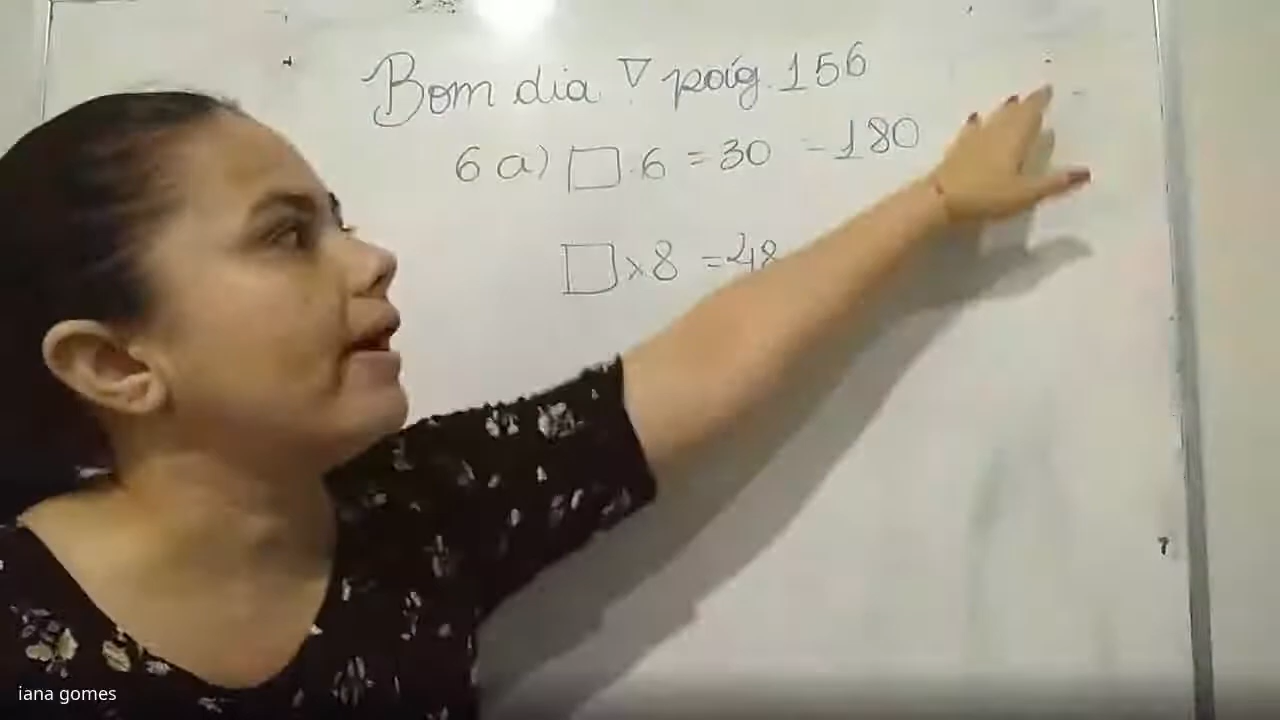 Bom dia ! pág. 156
6 a) □ . 6 = 30 = 180
□ x 8 = 48
iana gomes